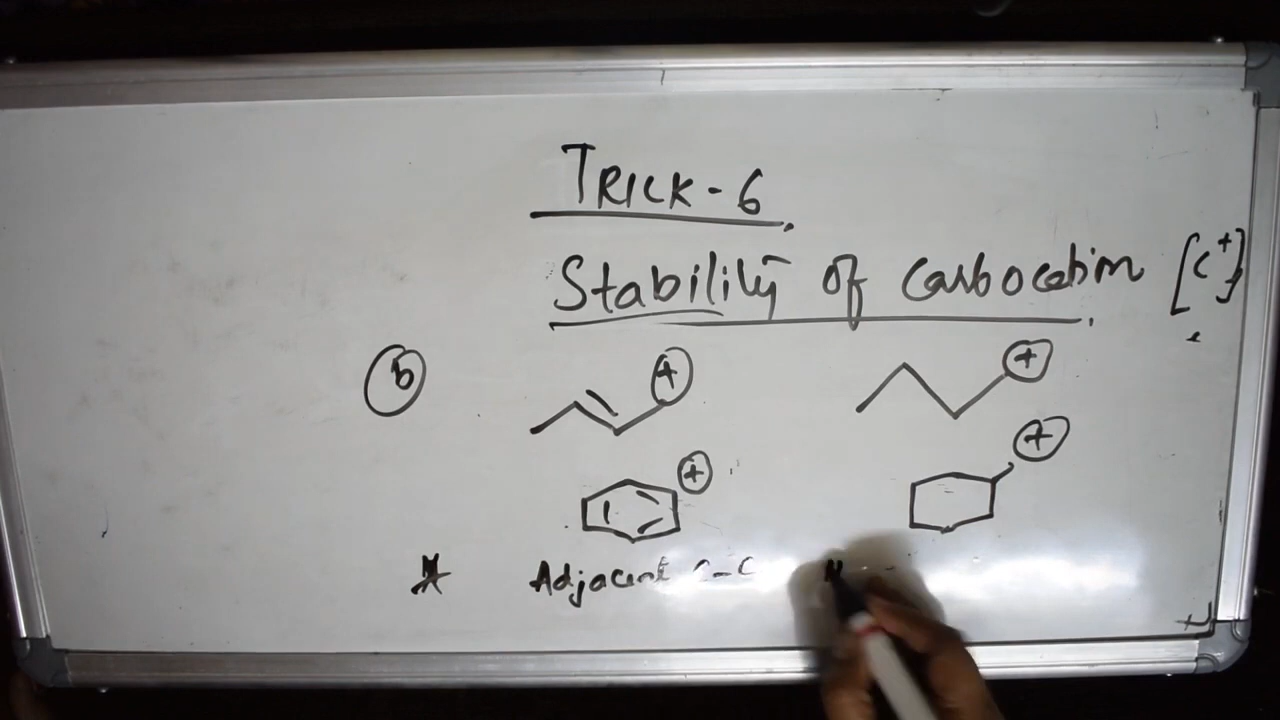 TRICK-6
Stability of Carbocation [C+]
b
+ +
+ +
* Adjacent C-C